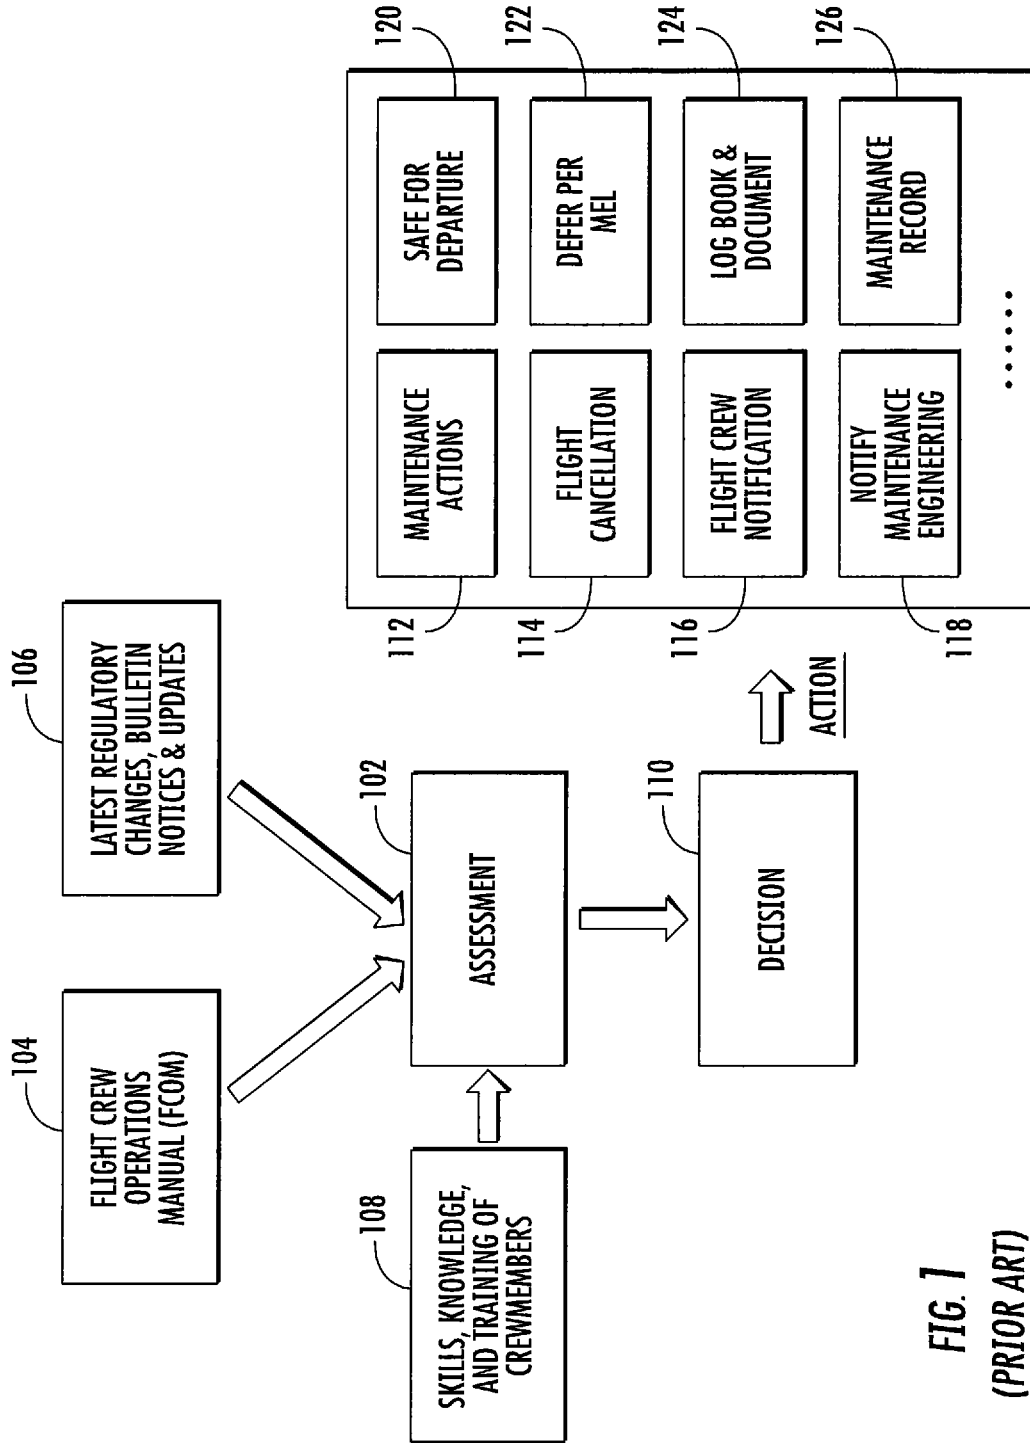 104
FLIGHT CREW
OPERATIONS
MANUAL (FCOM)
106
LATEST REGULATORY
CHANGES, BULLETIN
NOTICES & UPDATES
108
SKILLS, KNOWLEDGE,
AND TRAINING OF
CREWMEMBERS
102
ASSESSMENT
110
DECISION
ACTION
112
MAINTENANCE
ACTIONS
120
SAFE FOR
DEPARTURE
114
FLIGHT
CANCELLATION
122
DEFER PER
MEL
116
FLIGHT CREW
NOTIFICATION
124
LOG BOOK &
DOCUMENT
118
NOTIFY
MAINTENANCE
ENGINEERING
126
MAINTENANCE
RECORD
......
FIG. 1
(PRIOR ART)